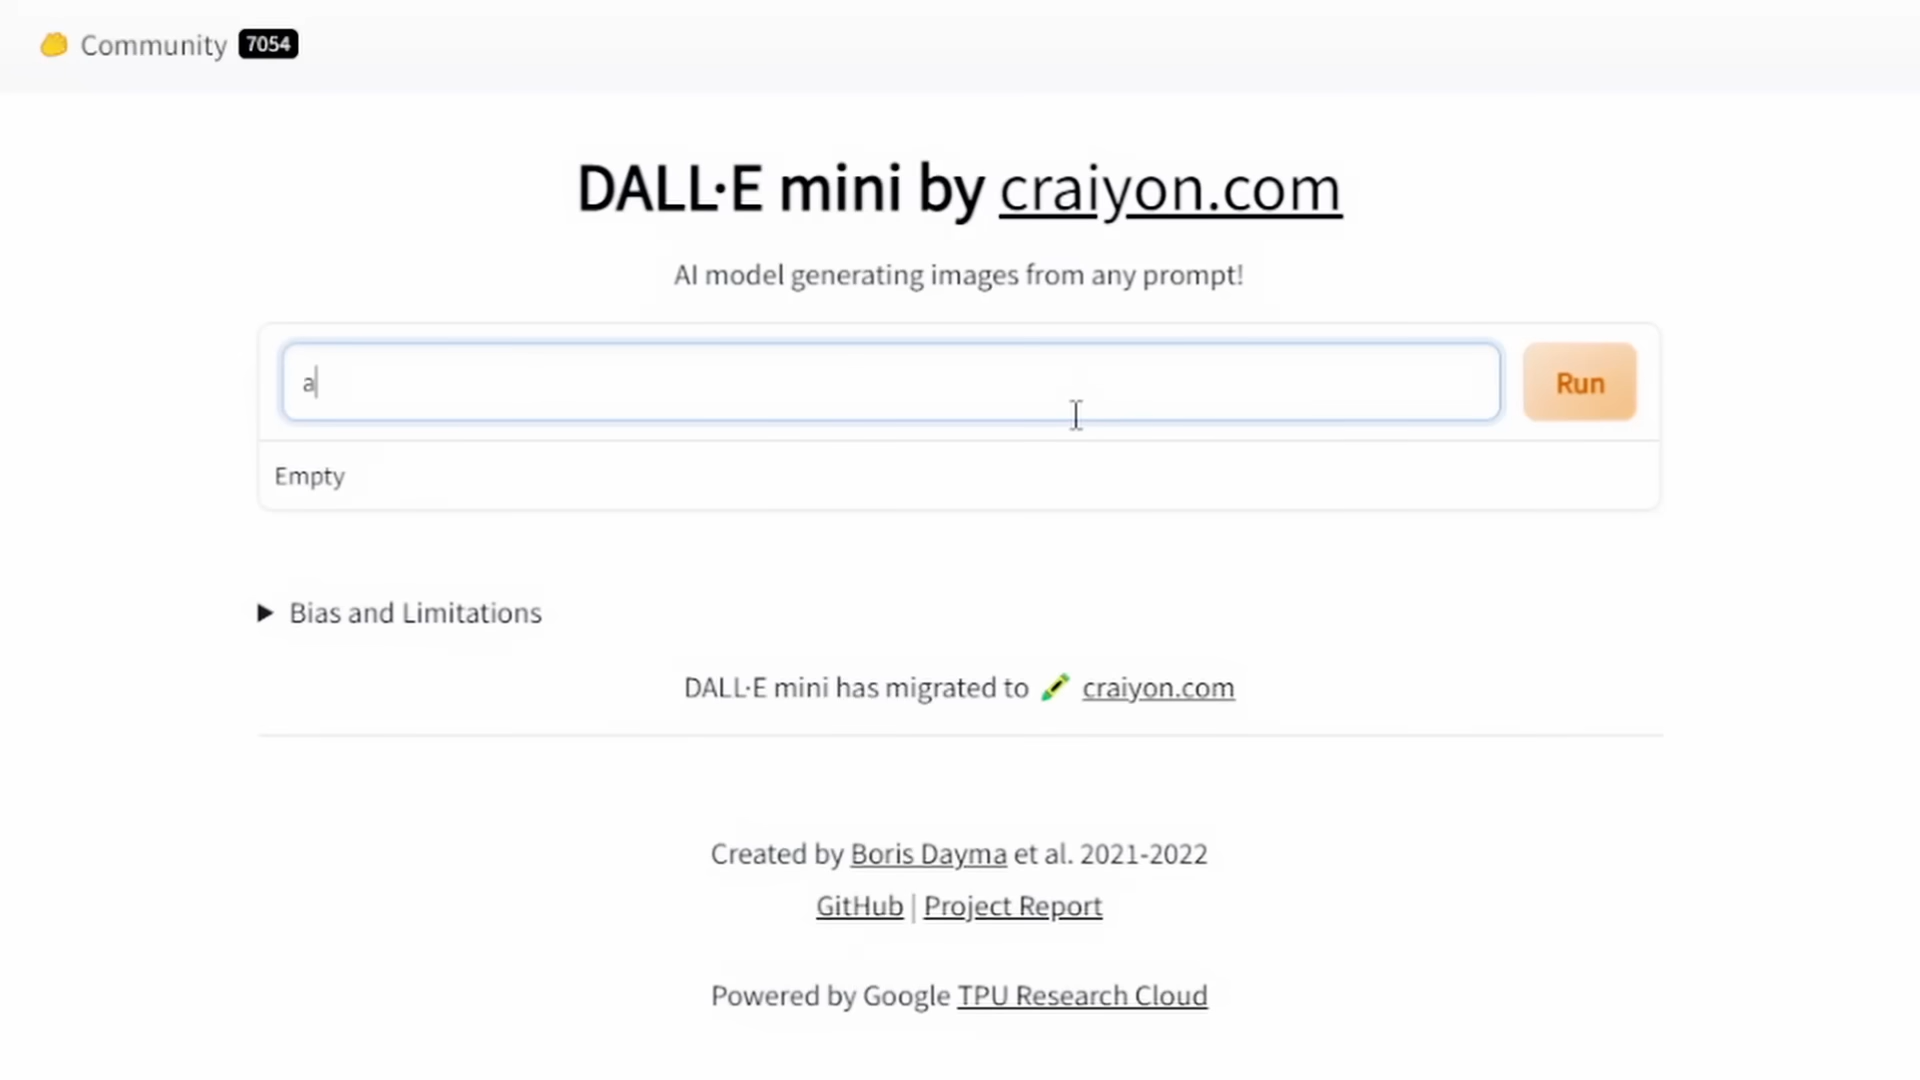 Community 7054
DALL·E mini by craiyon.com
AI model generating images from any prompt!
a
Run
Empty
Bias and Limitations
DALL·E mini has migrated to craiyon.com
Created by Boris Dayma et al. 2021-2022
GitHub | Project Report
Powered by Google TPU Research Cloud